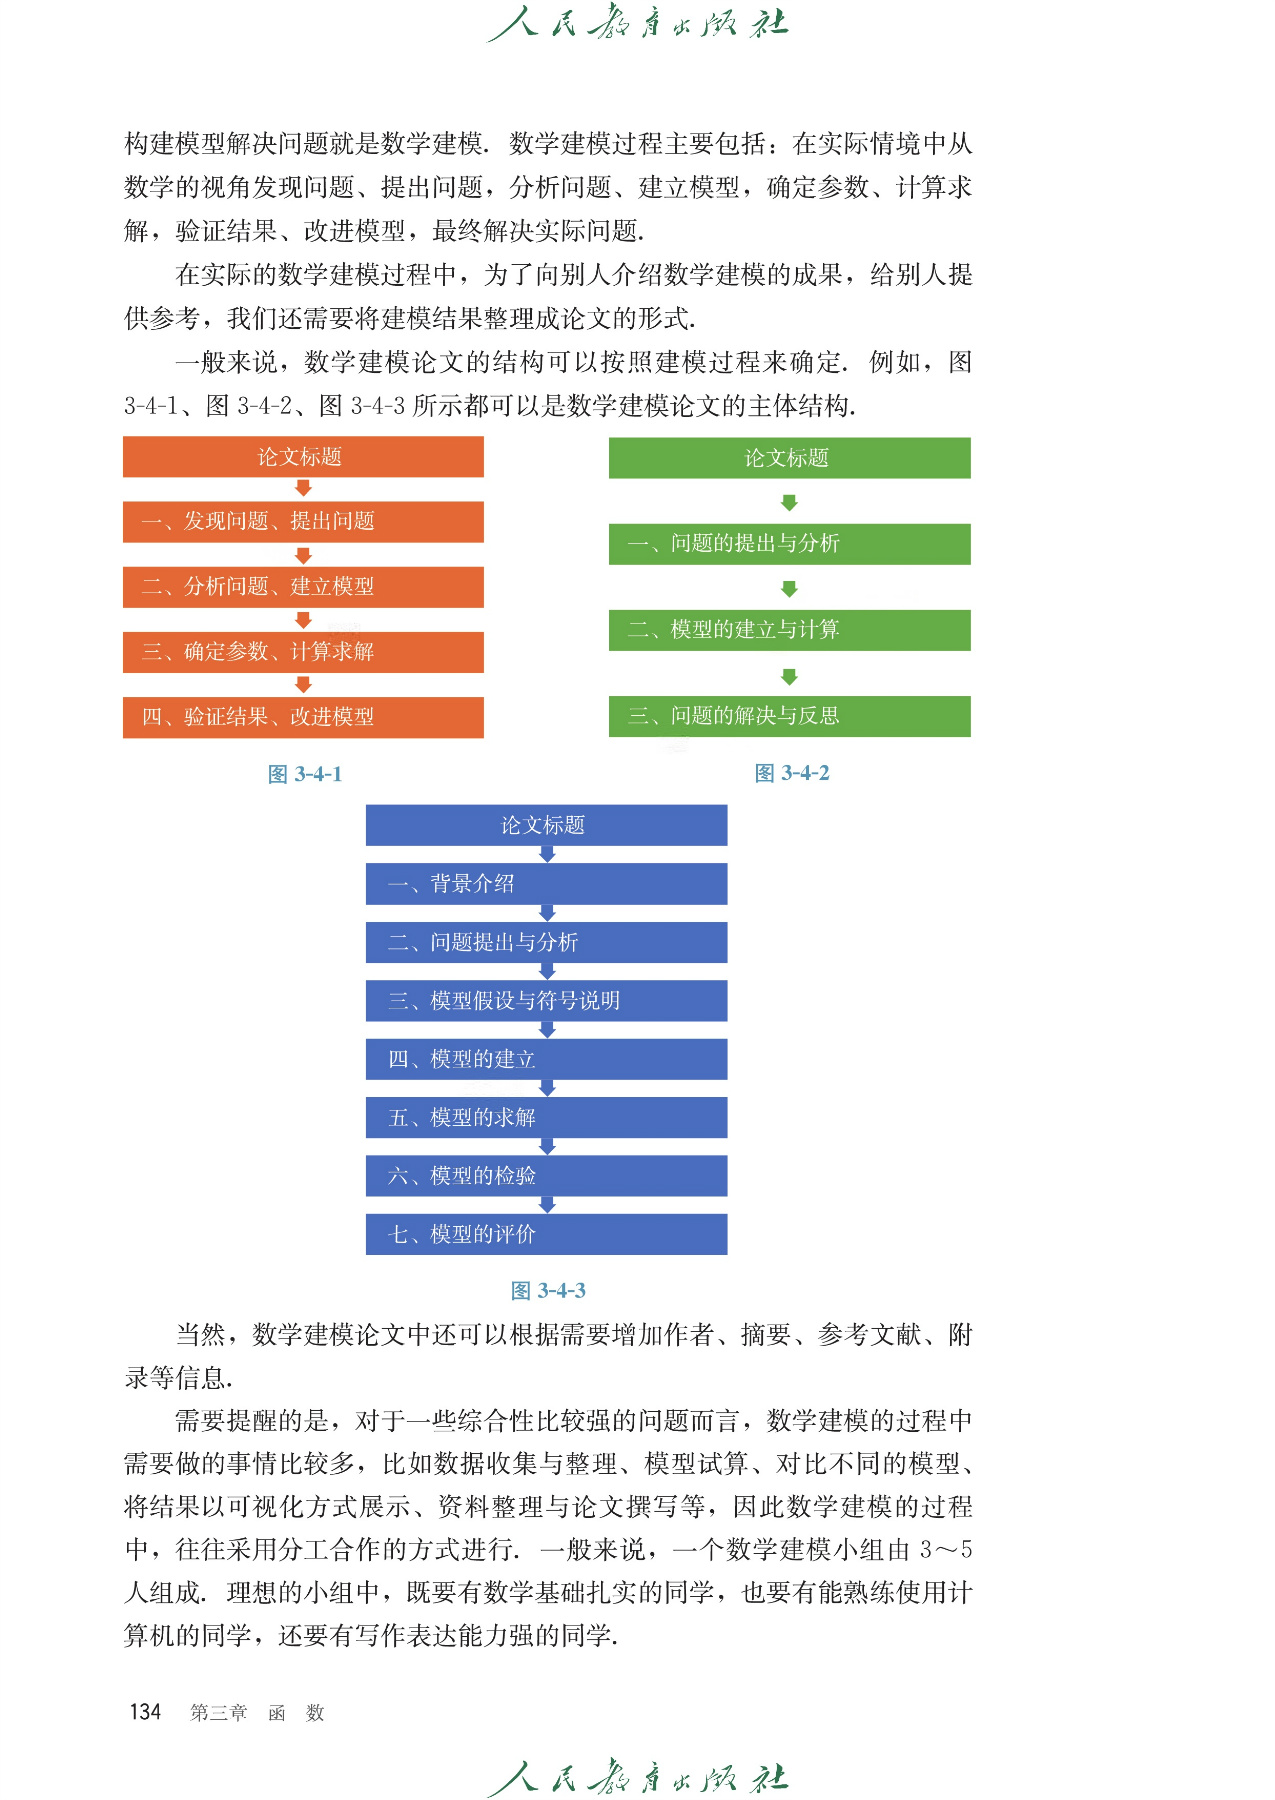 人民教育出版社
构建模型解决问题就是数学建模. 数学建模过程主要包括：在实际情境中从
数学的视角发现问题、提出问题，分析问题、建立模型，确定参数、计算求
解，验证结果、改进模型，最终解决实际问题.
在实际的数学建模过程中，为了向别人介绍数学建模的成果，给别人提
供参考，我们还需要将建模结果整理成论文的形式.
一般来说，数学建模论文的结构可以按照建模过程来确定. 例如，图
3-4-1、图 3-4-2、图 3-4-3 所示都可以是数学建模论文的主体结构.
论文标题
一、发现问题、提出问题
二、分析问题、建立模型
三、确定参数、计算求解
四、验证结果、改进模型
图 3-4-1
论文标题
一、问题的提出与分析
二、模型的建立与计算
三、问题的解决与反思
图 3-4-2
论文标题
一、背景介绍
二、问题提出与分析
三、模型假设与符号说明
四、模型的建立
五、模型的求解
六、模型的检验
七、模型的评价
图 3-4-3
当然，数学建模论文中还可以根据需要增加作者、摘要、参考文献、附
录等信息.
需要提醒的是，对于一些综合性比较强的问题而言，数学建模的过程中
需要做的事情比较多，比如数据收集与整理、模型试算、对比不同的模型、
将结果以可视化方式展示、资料整理与论文撰写等，因此数学建模的过程
中，往往采用分工合作的方式进行. 一般来说，一个数学建模小组由 3～5
人组成. 理想的小组中，既要有数学基础扎实的同学，也要有能熟练使用计
算机的同学，还要有写作表达能力强的同学.
134 第三章 函 数
人民教育出版社